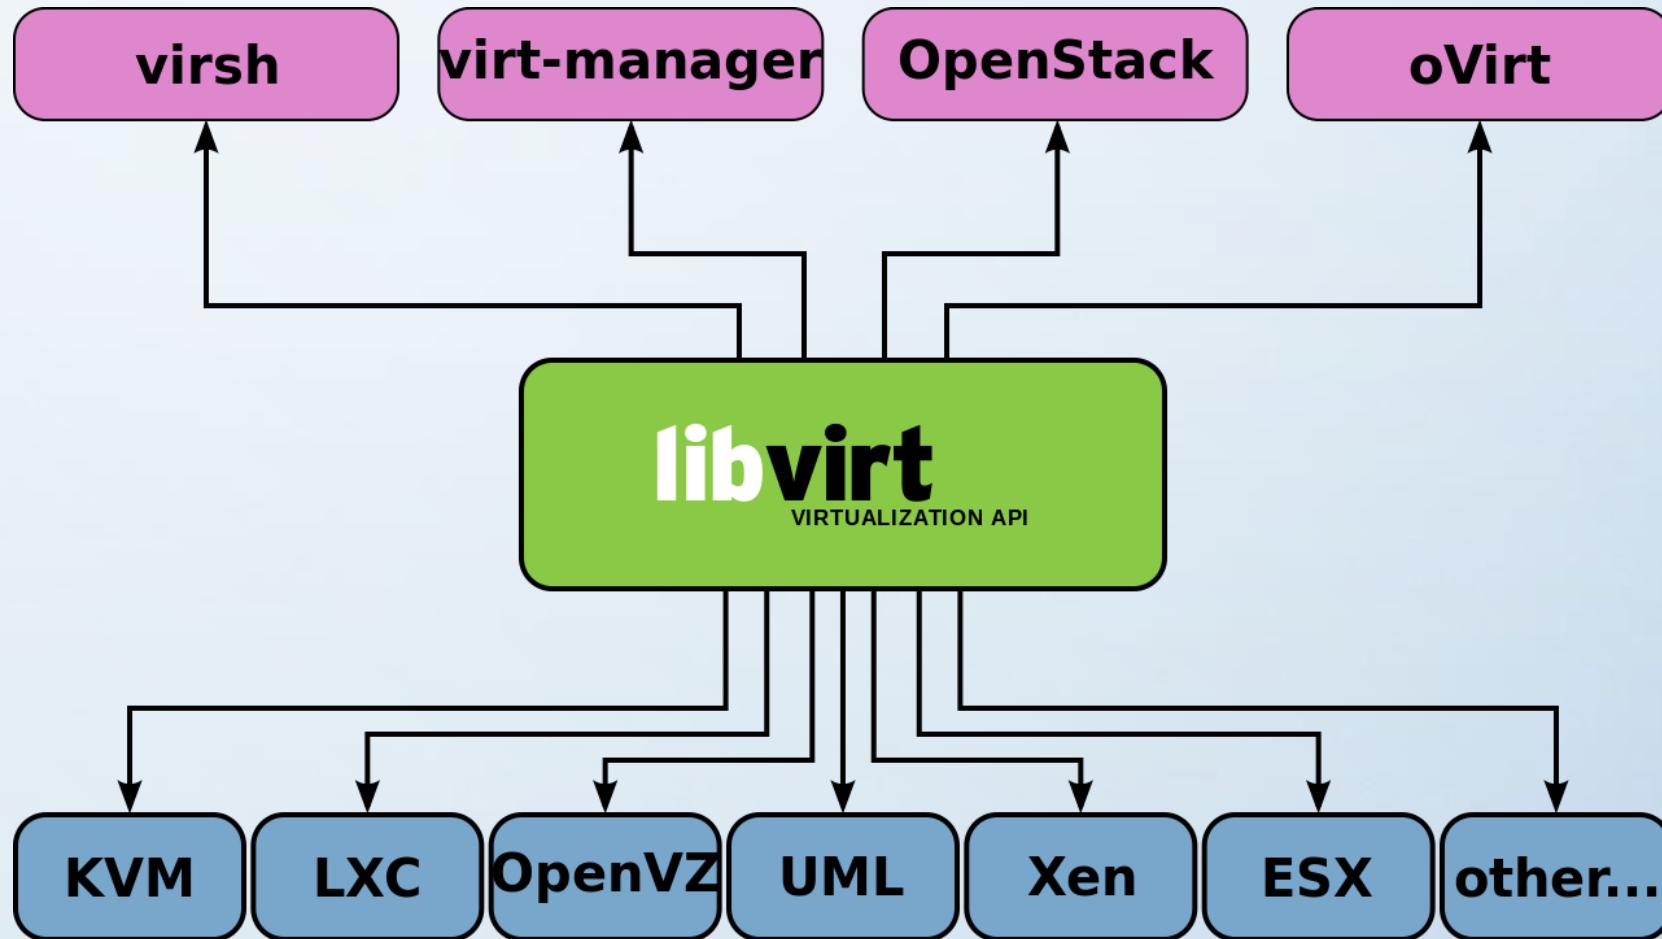 virsh
virt-manager
OpenStack
oVirt
libvirt
VIRTUALIZATION API
KVM
LXC
OpenVZ
UML
Xen
ESX
other...